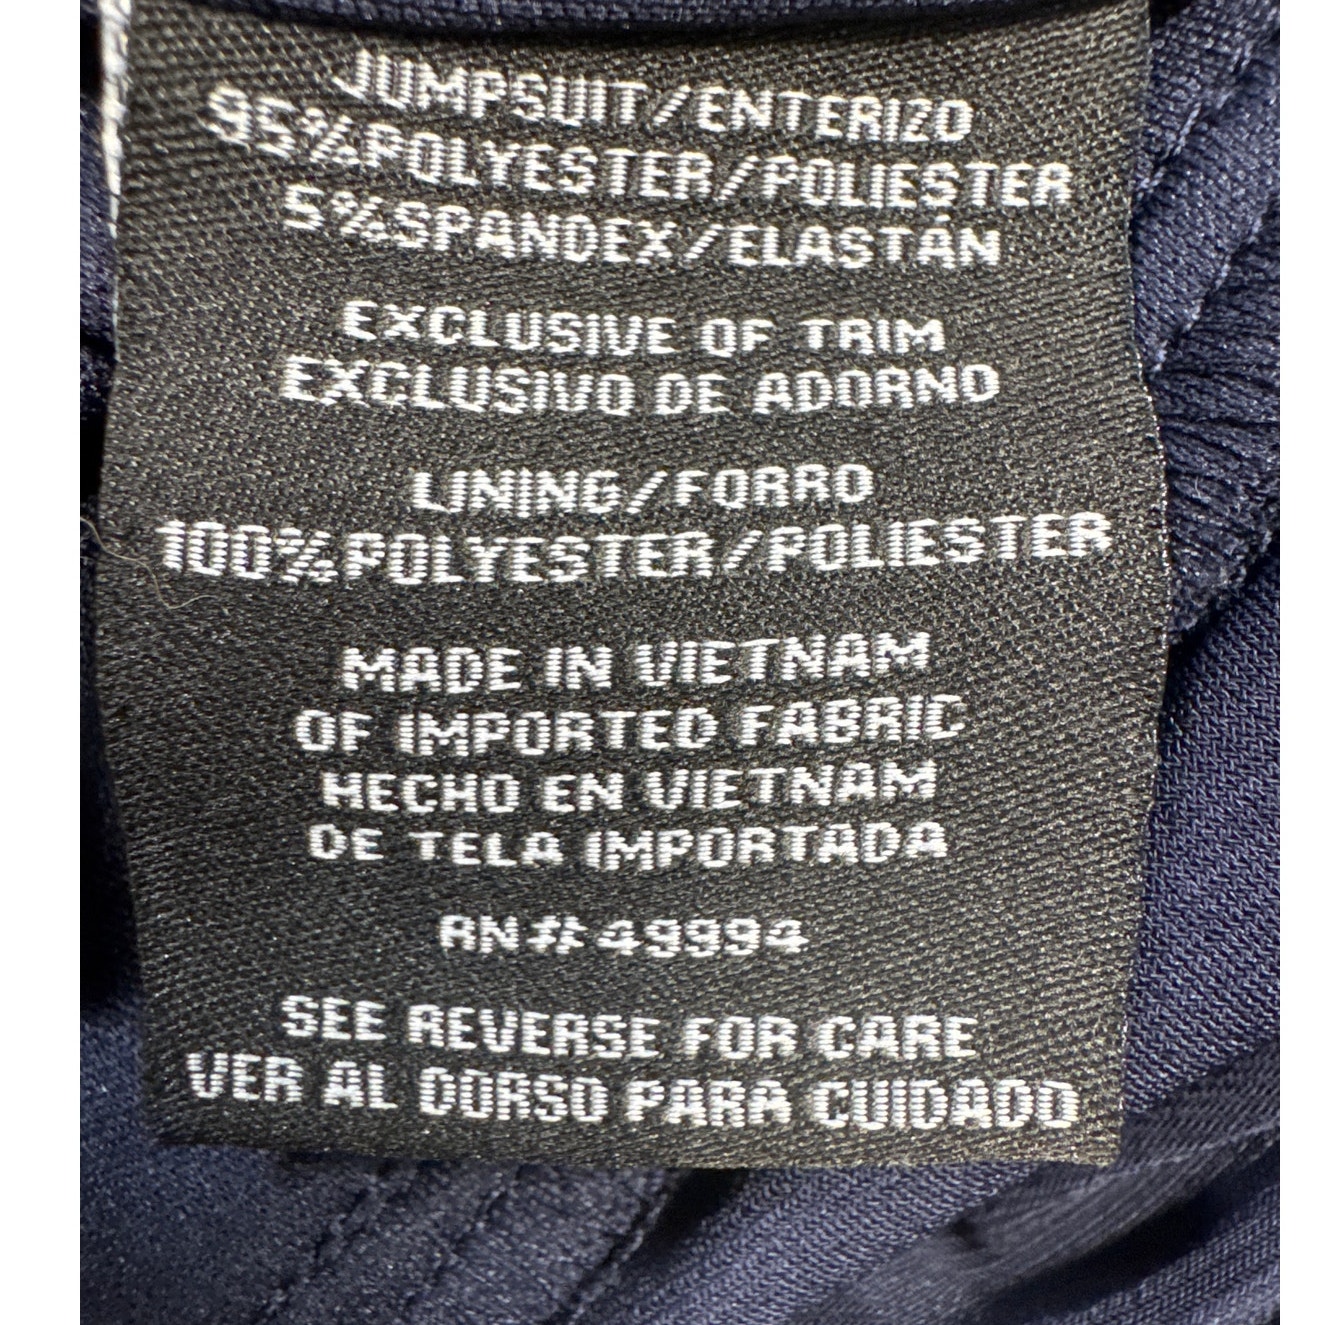 JUMPSUIT/ENTERIZO
95%POLYESTER/POLIESTER
5%SPANDEX/ELASTÁN
EXCLUSIVE OF TRIM
EXCLUSIVO DE ADORNO
LINING/FORRO
100%POLYESTER/POLIESTER
MADE IN VIETNAM
OF IMPORTED FABRIC
HECHO EN VIETNAM
DE TELA IMPORTADA
RN#49994
SEE REVERSE FOR CARE
VER AL DORSO PARA CUIDADO